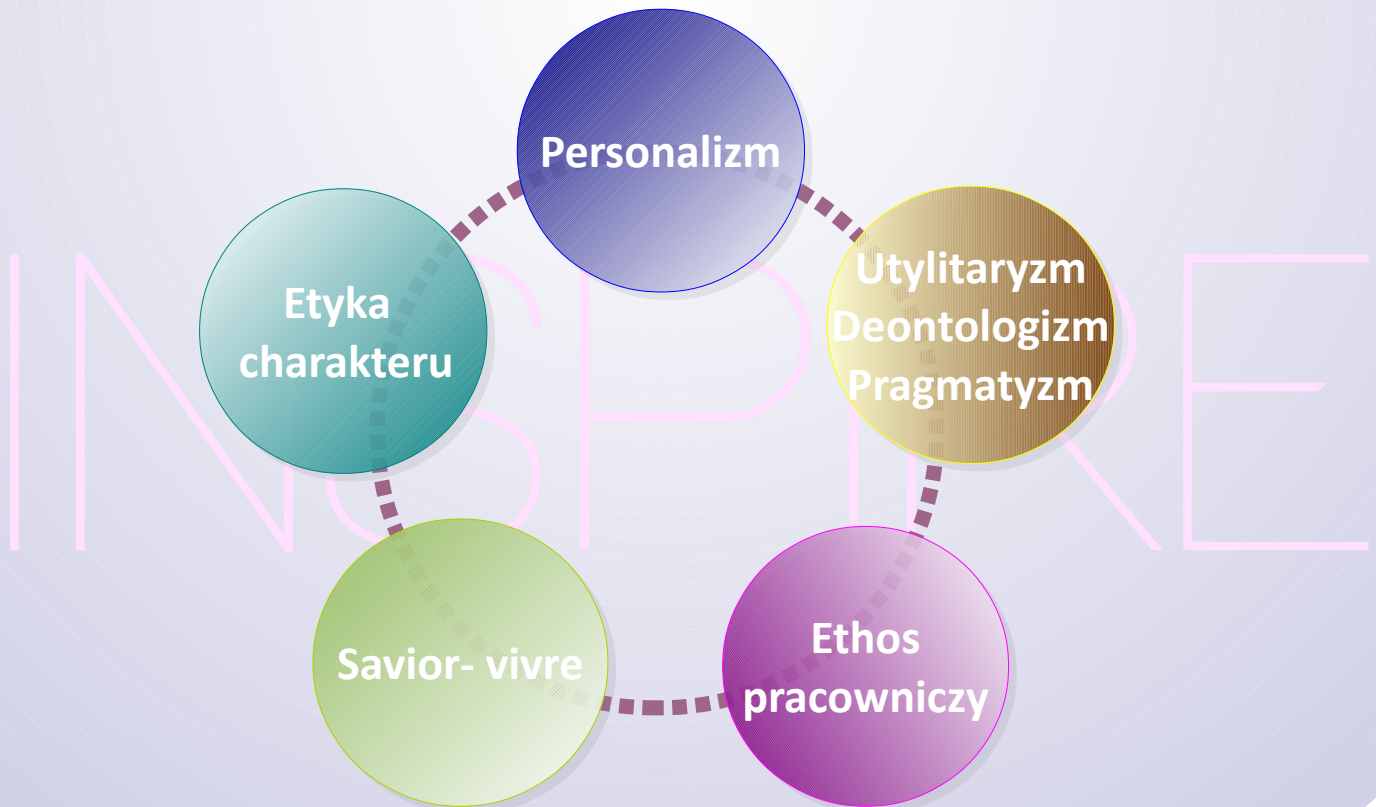 Personalizm
Utylitaryzm
Deontologizm
Pragmatyzm
Etyka
charakteru
INSPIRE
Savior- vivre
Ethos
pracowniczy